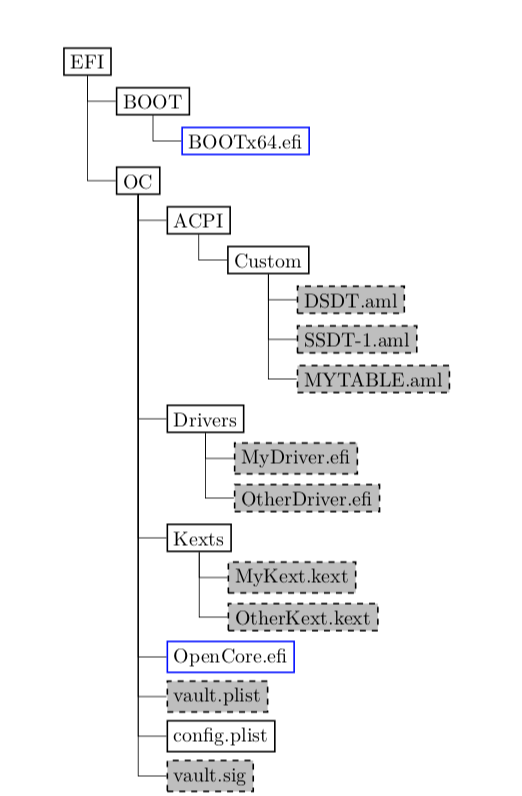 EFI
BOOT
BOOTx64.efi
OC
ACPI
Custom
DSDT.aml
SSDT-1.aml
MYTABLE.aml
Drivers
MyDriver.efi
OtherDriver.efi
Kexts
MyKext.kext
OtherKext.kext
OpenCore.efi
vault.plist
config.plist
vault.sig